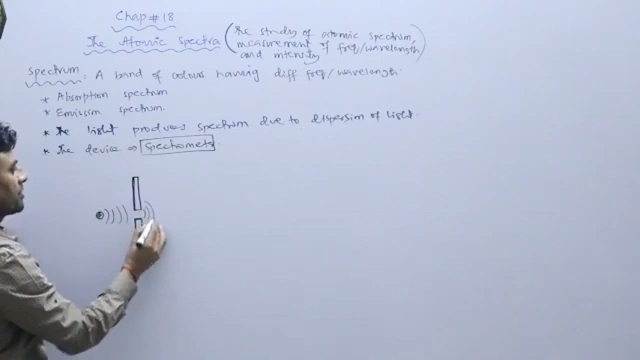 Chap # 18
The Atomic Spectra (The study of atomic spectrum,
measurement of freq/wavelength
and intensity)
Spectrum: A band of colours having diff freq/wavelength.
* Absorption spectrum
* Emission spectrum.
* The light produces spectrum due to dispersion of light.
* The device ⇒ Spectrometer